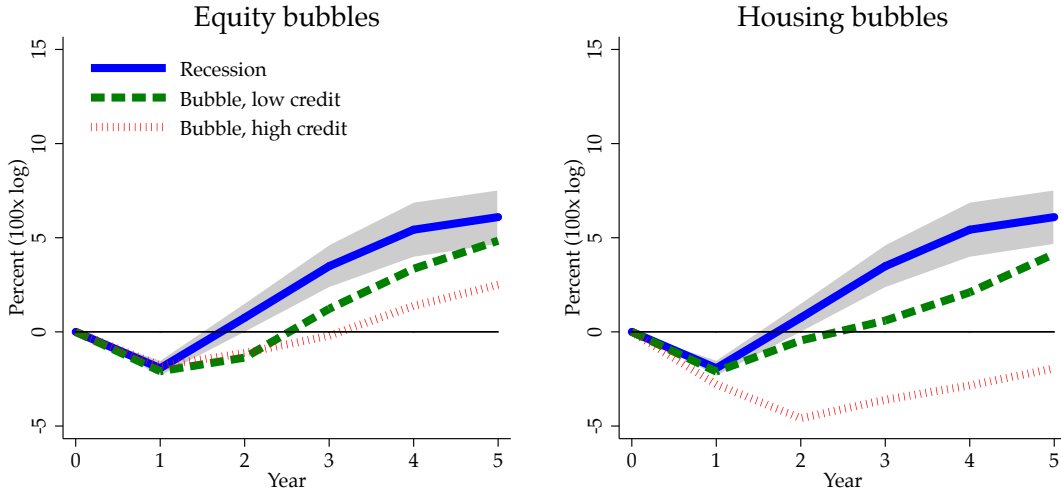 Equity bubbles
Percent (100x log)
15
10
5
0
-5
Recession
Bubble, low credit
Bubble, high credit
0 1 2 3 4 5
Year
Housing bubbles
Percent (100x log)
15
10
5
0
-5
0 1 2 3 4 5
Year